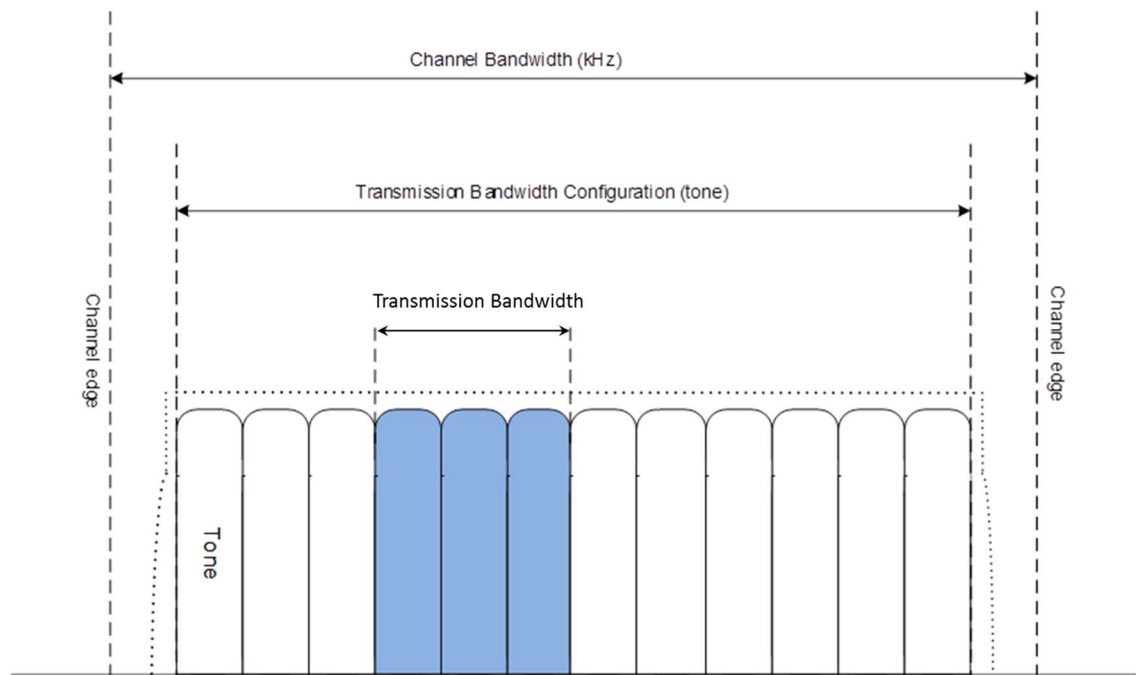 Channel Bandwidth (kHz)
Transmission Bandwidth Configuration (tone)
Transmission Bandwidth
Channel edge
Channel edge
Tone